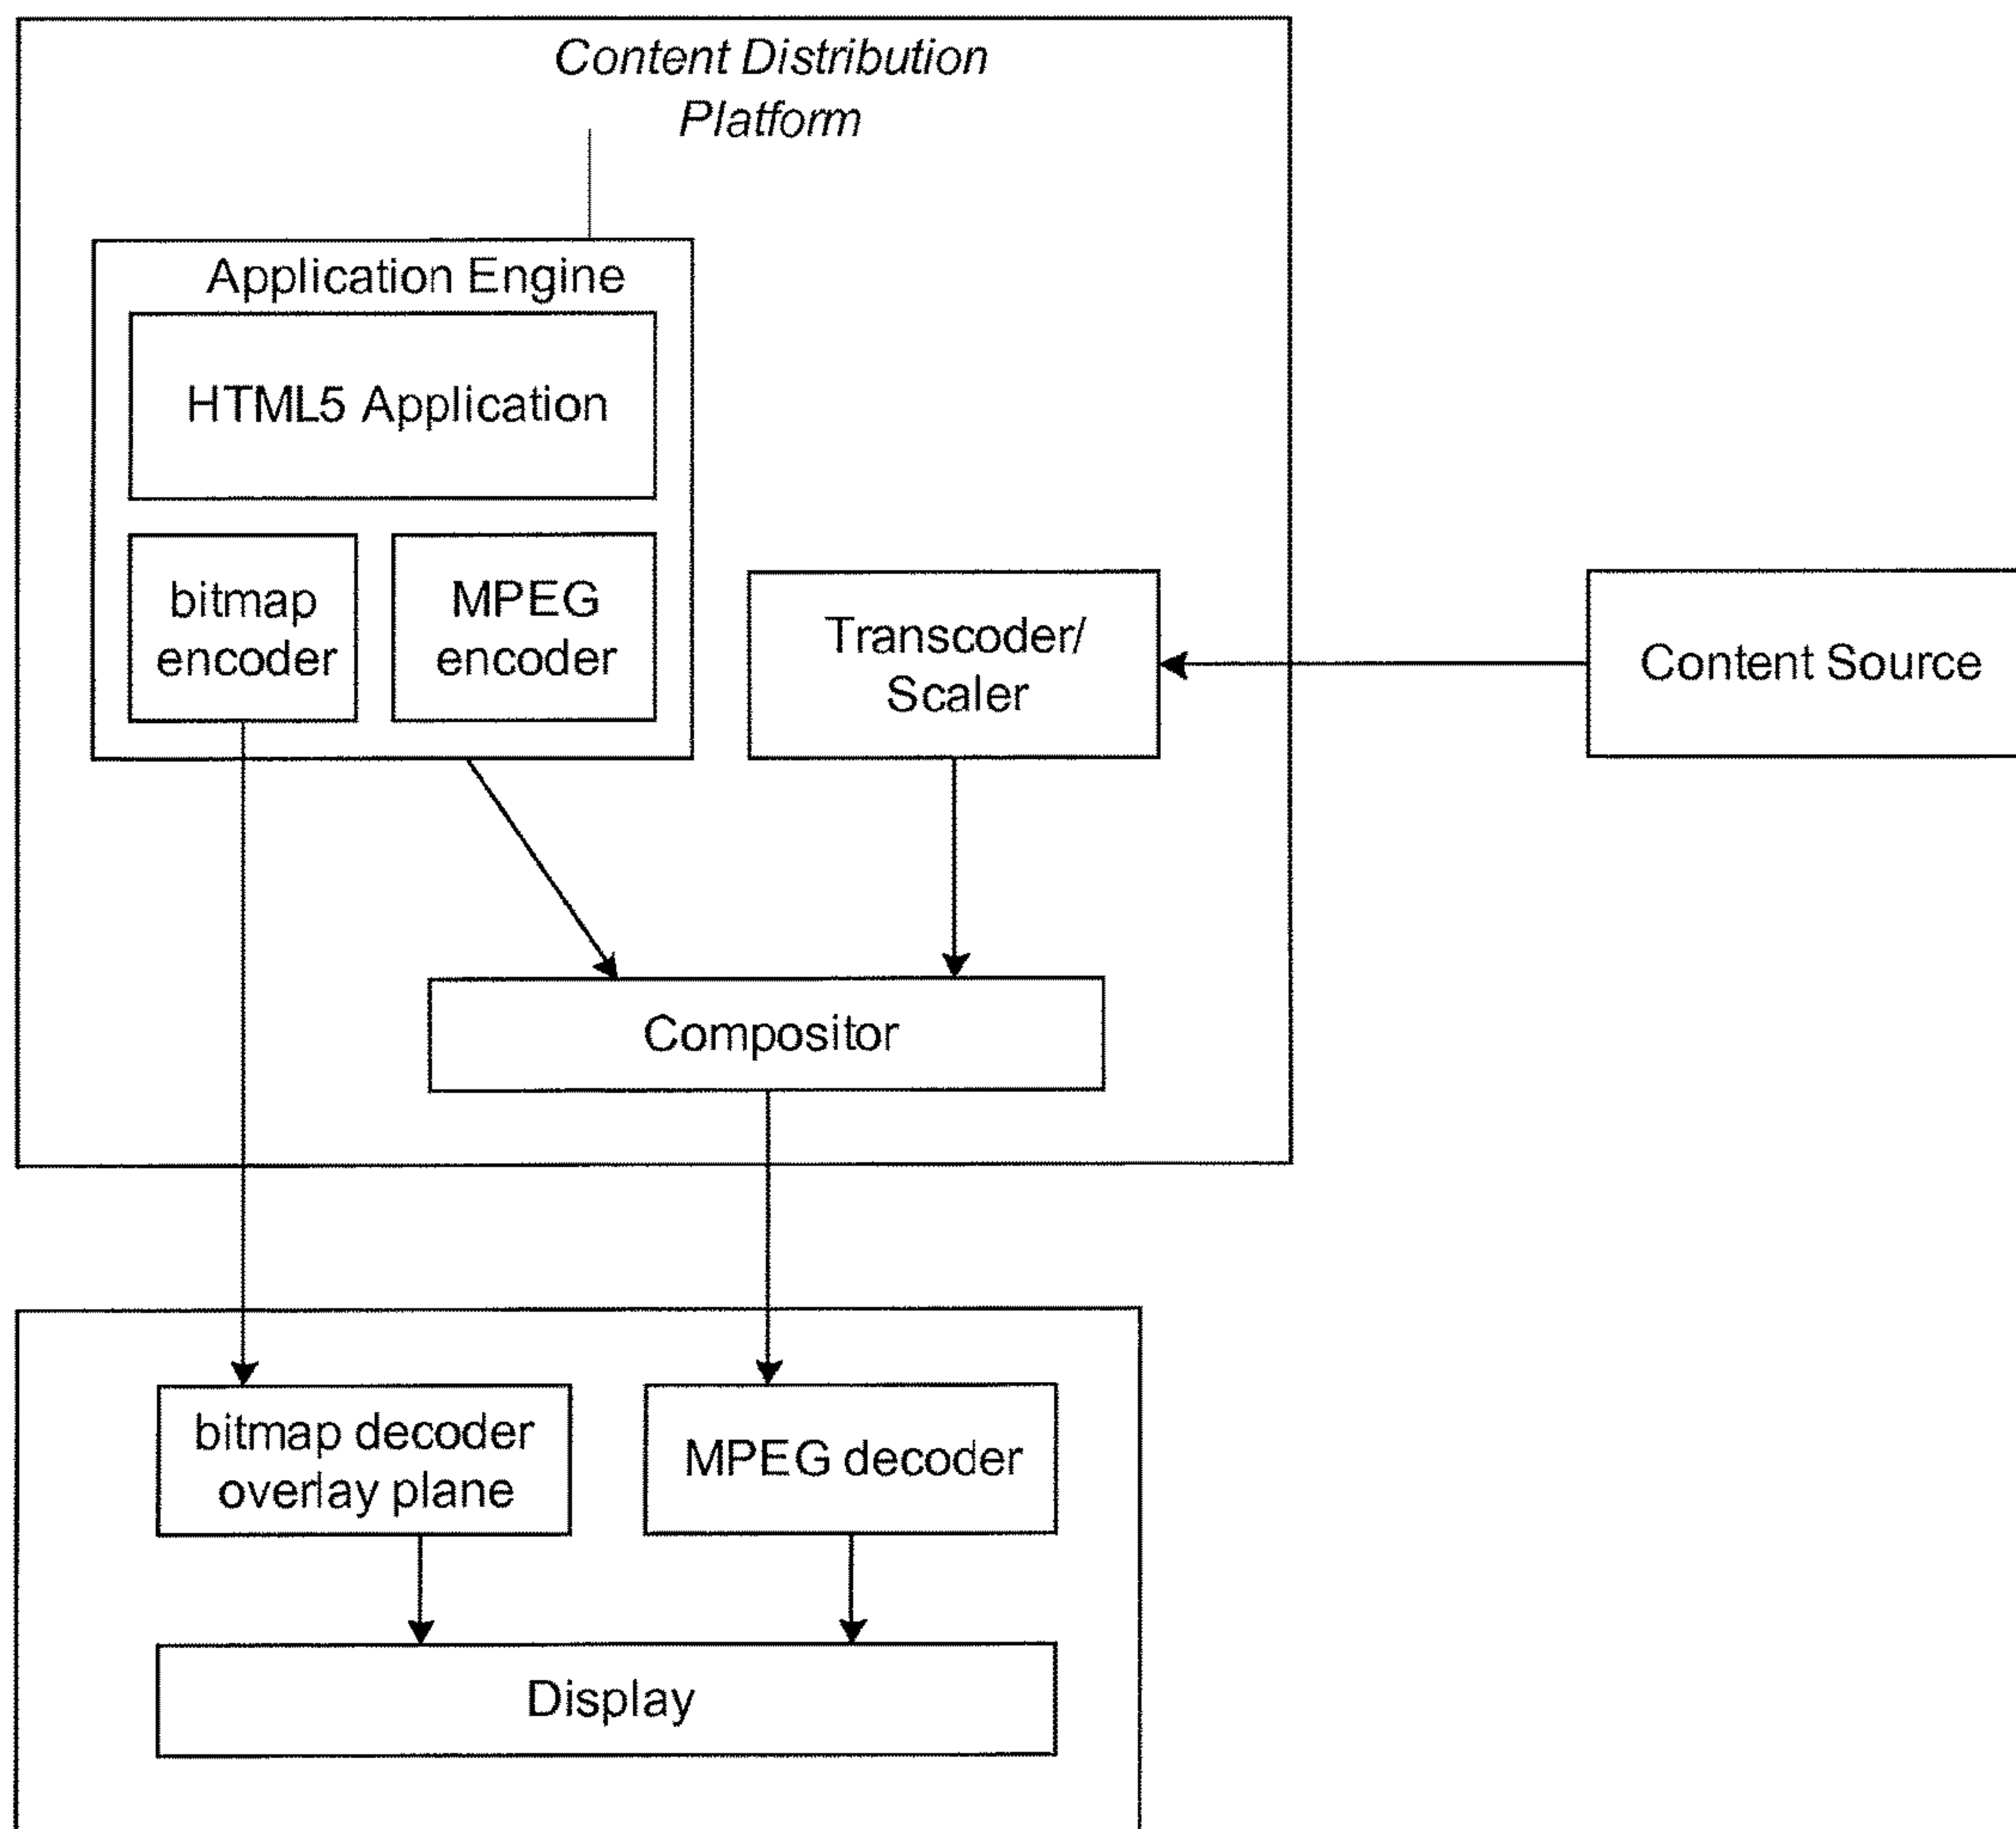 Content Distribution
Platform
Application Engine
HTML5 Application
bitmap
encoder
MPEG
encoder
Transcoder/
Scaler
Content Source
Compositor
bitmap decoder
overlay plane
MPEG decoder
Display